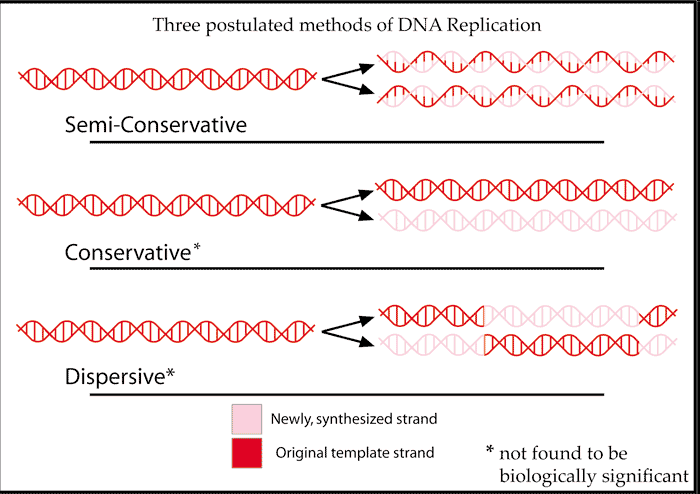 Three postulated methods of DNA Replication
Semi-Conservative
Conservative*
Dispersive*
Newly, synthesized strand
Original template strand
* not found to be
biologically significant